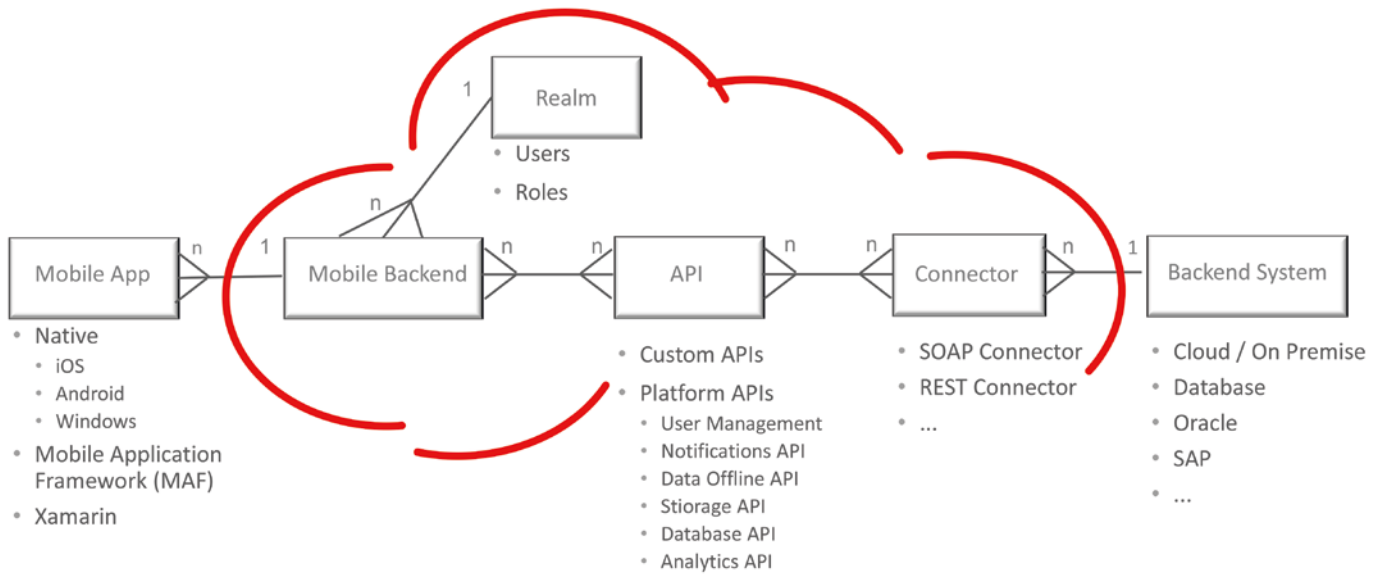 Realm
1
• Users
• Roles
n
Mobile App
n
1
Mobile Backend
n
n
API
n
n
Connector
n
1
Backend System
• Native
• iOS
• Android
• Windows
• Mobile Application
Framework (MAF)
• Xamarin
• Custom APIs
• Platform APIs
• User Management
• Notifications API
• Data Offline API
• Stiorage API
• Database API
• Analytics API
• SOAP Connector
• REST Connector
• ...
• Cloud / On Premise
• Database
• Oracle
• SAP
• ...